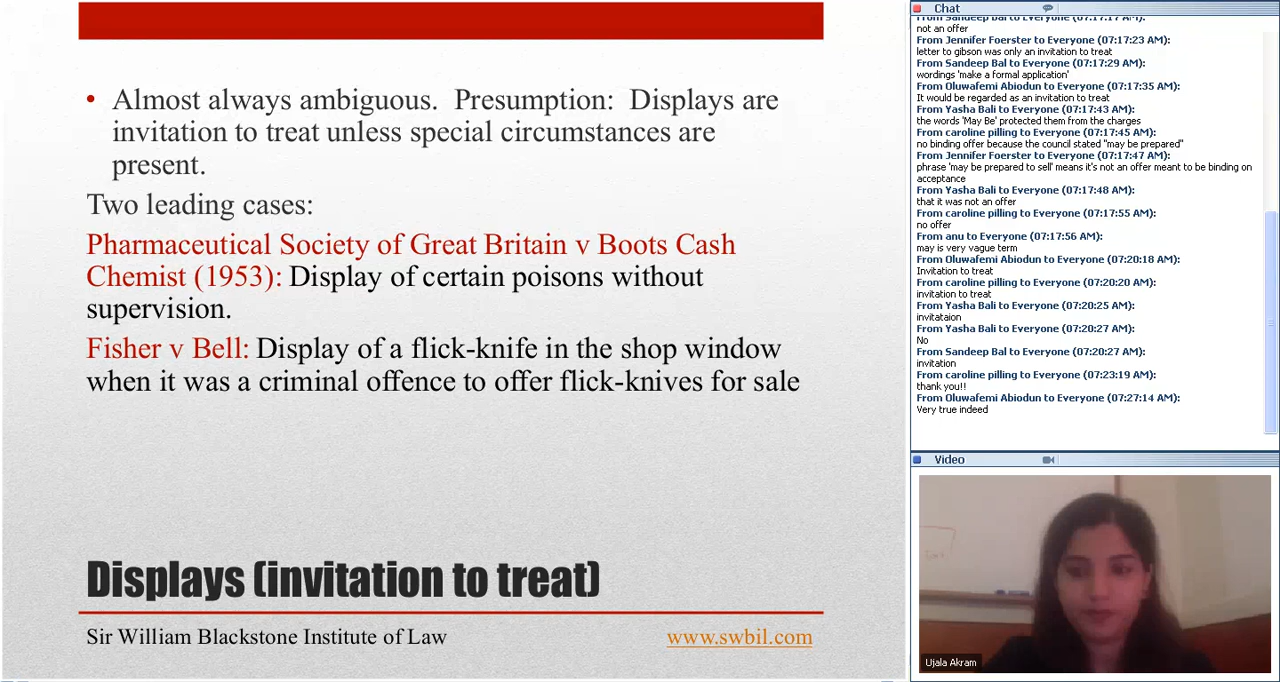 • Almost always ambiguous.  Presumption:  Displays are
invitation to treat unless special circumstances are
present.
Two leading cases:
Pharmaceutical Society of Great Britain v Boots Cash
Chemist (1953): Display of certain poisons without
supervision.
Fisher v Bell: Display of a flick-knife in the shop window
when it was a criminal offence to offer flick-knives for sale
Displays (invitation to treat)
Sir William Blackstone Institute of Law
www.swbil.com
Chat
From Sandeep Bal to Everyone (07:17:17 AM):
not an offer
From Jennifer Foerster to Everyone (07:17:23 AM):
letter to gibson was only an invitation to treat
From Sandeep Bal to Everyone (07:17:29 AM):
wordings 'make a formal application'
From Oluwafemi Abiodun to Everyone (07:17:35 AM):
It would be regarded as an invitation to treat
From Yasha Bali to Everyone (07:17:43 AM):
the words 'May Be' protected them from the charges
From caroline pilling to Everyone (07:17:45 AM):
no binding offer because the council stated "may be prepared"
From Jennifer Foerster to Everyone (07:17:47 AM):
phrase 'may be prepared to sell' means it's not an offer meant to be binding on
acceptance
From Yasha Bali to Everyone (07:17:48 AM):
that it was not an offer
From caroline pilling to Everyone (07:17:55 AM):
no offer
From anu to Everyone (07:17:56 AM):
may is very vague term
From Oluwafemi Abiodun to Everyone (07:20:18 AM):
Invitation to treat
From caroline pilling to Everyone (07:20:20 AM):
invitation to treat
From Yasha Bali to Everyone (07:20:25 AM):
invitataion
From Yasha Bali to Everyone (07:20:27 AM):
No
From Sandeep Bal to Everyone (07:20:27 AM):
invitation
From caroline pilling to Everyone (07:23:19 AM):
thank you!!
From Oluwafemi Abiodun to Everyone (07:27:14 AM):
Very true indeed
Video
Ujala Akram